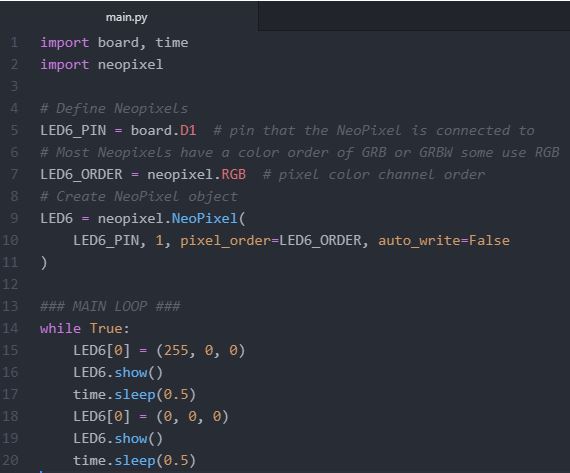 main.py
1 import board, time
2 import neopixel
3
4 # Define Neopixels
5 LED6_PIN = board.D1  # pin that the NeoPixel is connected to
6 # Most Neopixels have a color order of GRB or GRBW some use RGB
7 LED6_ORDER = neopixel.RGB  # pixel color channel order
8 # Create NeoPixel object
9 LED6 = neopixel.NeoPixel(
10     LED6_PIN, 1, pixel_order=LED6_ORDER, auto_write=False
11 )
12
13 ### MAIN LOOP ###
14 while True:
15     LED6[0] = (255, 0, 0)
16     LED6.show()
17     time.sleep(0.5)
18     LED6[0] = (0, 0, 0)
19     LED6.show()
20     time.sleep(0.5)